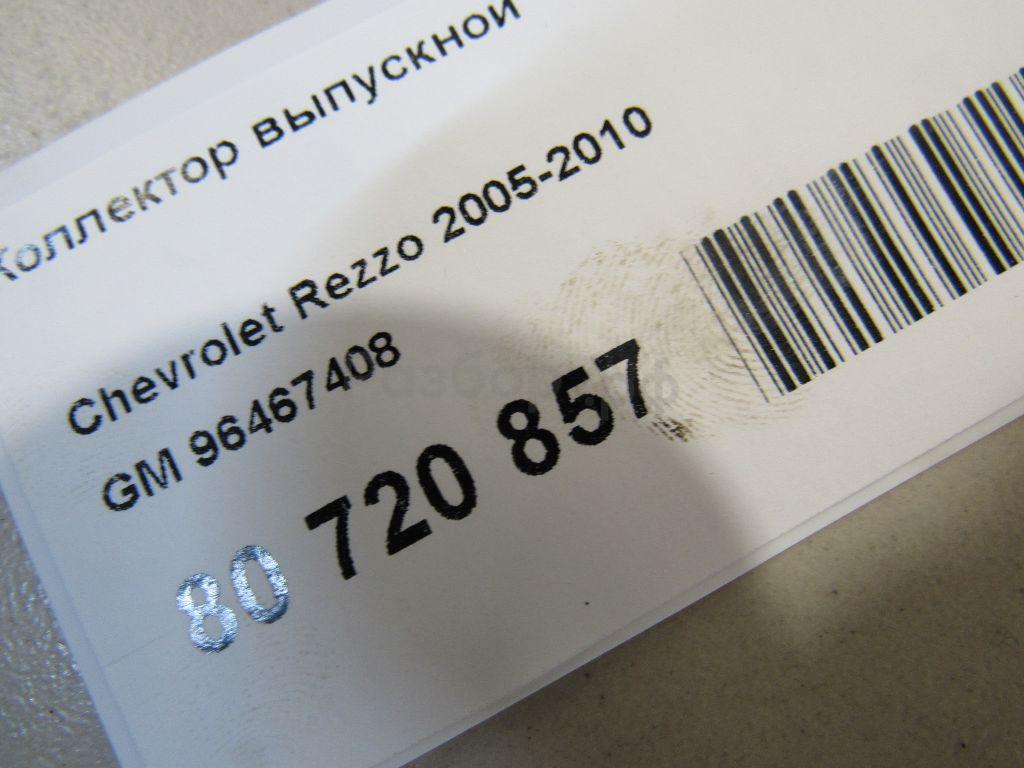 Коллектор выпускной
Chevrolet Rezzo 2005-2010
GM 96467408
80 720 857